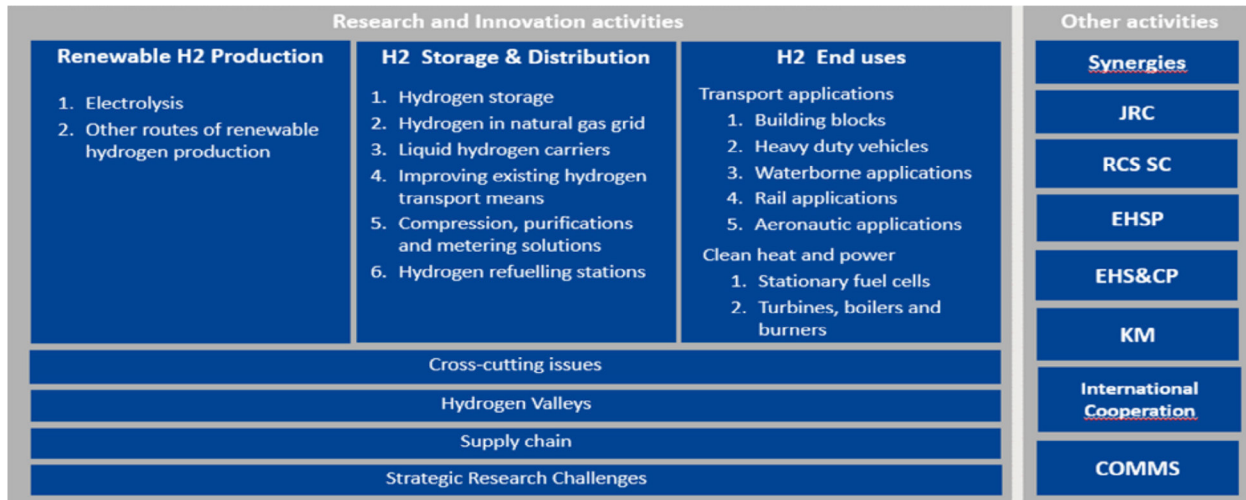 Research and Innovation activities
Renewable H2 Production
1. Electrolysis
2. Other routes of renewable
hydrogen production
H2 Storage & Distribution
1. Hydrogen storage
2. Hydrogen in natural gas grid
3. Liquid hydrogen carriers
4. Improving existing hydrogen
transport means
5. Compression, purifications
and metering solutions
6. Hydrogen refuelling stations
H2 End uses
Transport applications
1. Building blocks
2. Heavy duty vehicles
3. Waterborne applications
4. Rail applications
5. Aeronautic applications
Clean heat and power
1. Stationary fuel cells
2. Turbines, boilers and
burners
Cross-cutting issues
Hydrogen Valleys
Supply chain
Strategic Research Challenges
Other activities
Synergies
JRC
RCS SC
EHSP
EHS&CP
KM
International
Cooperation
COMMS